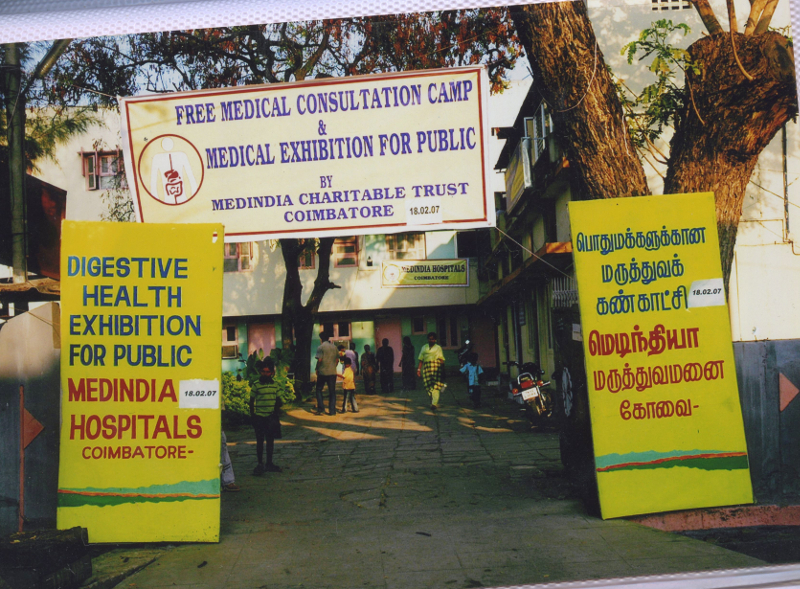 FREE MEDICAL CONSULTATION CAMP
&
MEDICAL EXHIBITION FOR PUBLIC
BY
MEDINDIA CHARITABLE TRUST
COIMBATORE 18.02.07
MEDINDIA HOSPITALS
COIMBATORE
DIGESTIVE
HEALTH
EXHIBITION
FOR PUBLIC
MEDINDIA 18.02.07
HOSPITALS
COIMBATORE-
பொதுமக்களுக்கான
மருத்துவக்
கண்காட்சி 18.02.07
மெடிந்தியா
மருத்துவமனை
கோவை-